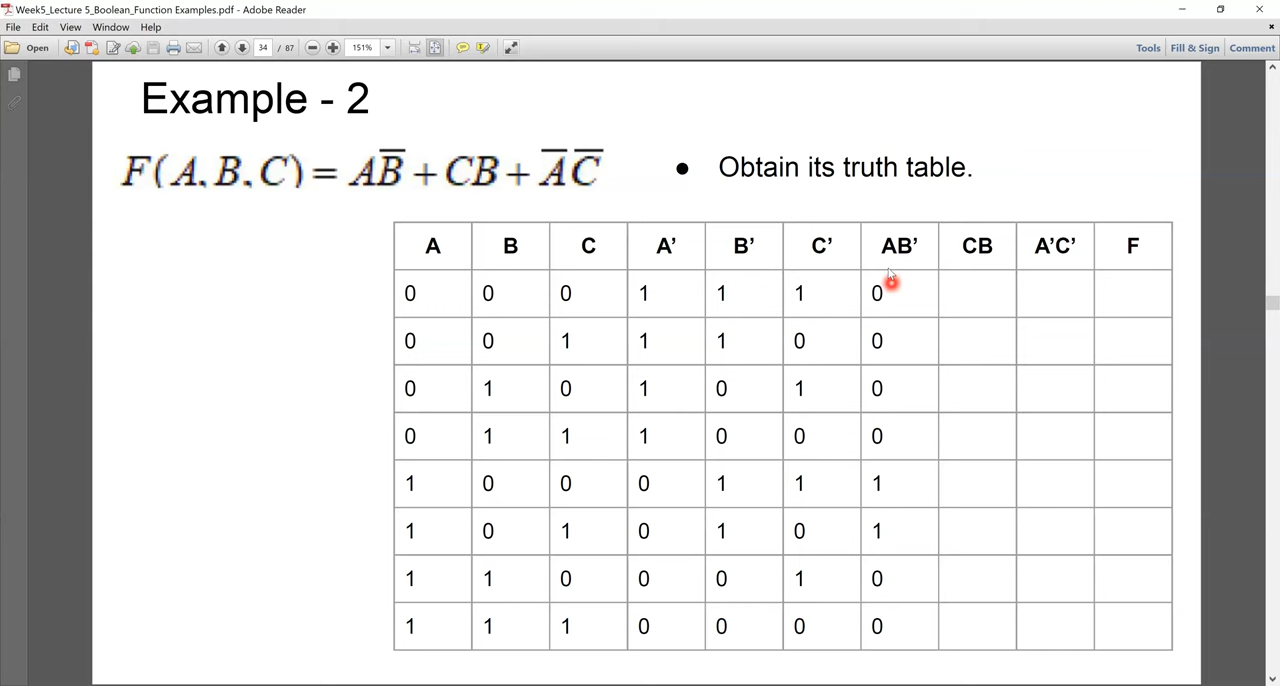 Week5_Lecture 5_Boolean_Function Examples.pdf - Adobe Reader
File Edit View Window Help
Open 34 / 87 151% Tools Fill & Sign Comment
Example - 2
F(A,B,C) = AB̅ + CB + A̅ C̅
● Obtain its truth table.
A B C A’ B’ C’ AB’ CB A’C’ F
0 0 0 1 1 1 0
0 0 1 1 1 0 0
0 1 0 1 0 1 0
0 1 1 1 0 0 0
1 0 0 0 1 1 1
1 0 1 0 1 0 1
1 1 0 0 0 1 0
1 1 1 0 0 0 0